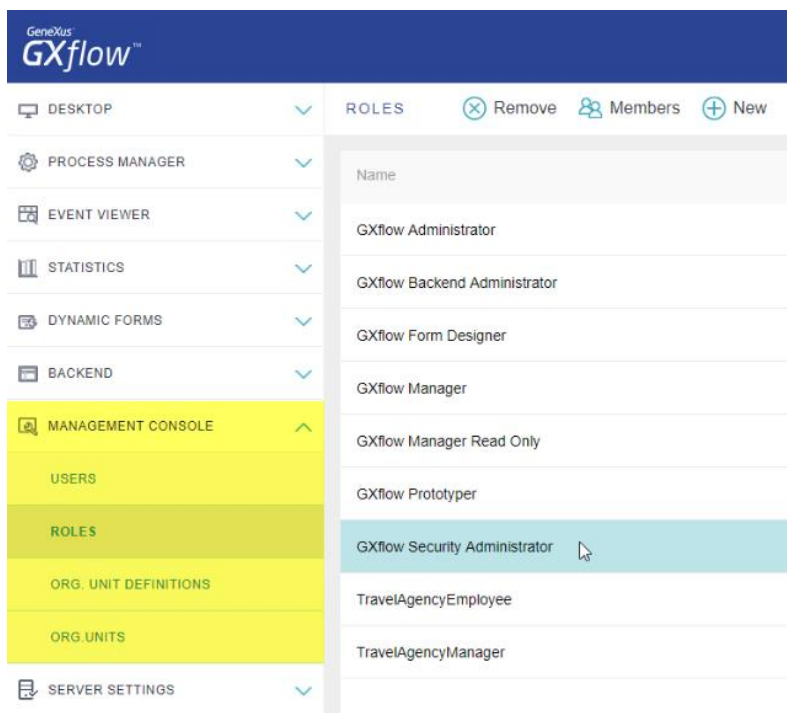 GeneXus™
GXflow™
DESKTOP
PROCESS MANAGER
EVENT VIEWER
STATISTICS
DYNAMIC FORMS
BACKEND
MANAGEMENT CONSOLE
USERS
ROLES
ORG. UNIT DEFINITIONS
ORG.UNITS
SERVER SETTINGS
ROLES Remove Members New
Name
GXflow Administrator
GXflow Backend Administrator
GXflow Form Designer
GXflow Manager
GXflow Manager Read Only
GXflow Prototyper
GXflow Security Administrator
TravelAgencyEmployee
TravelAgencyManager